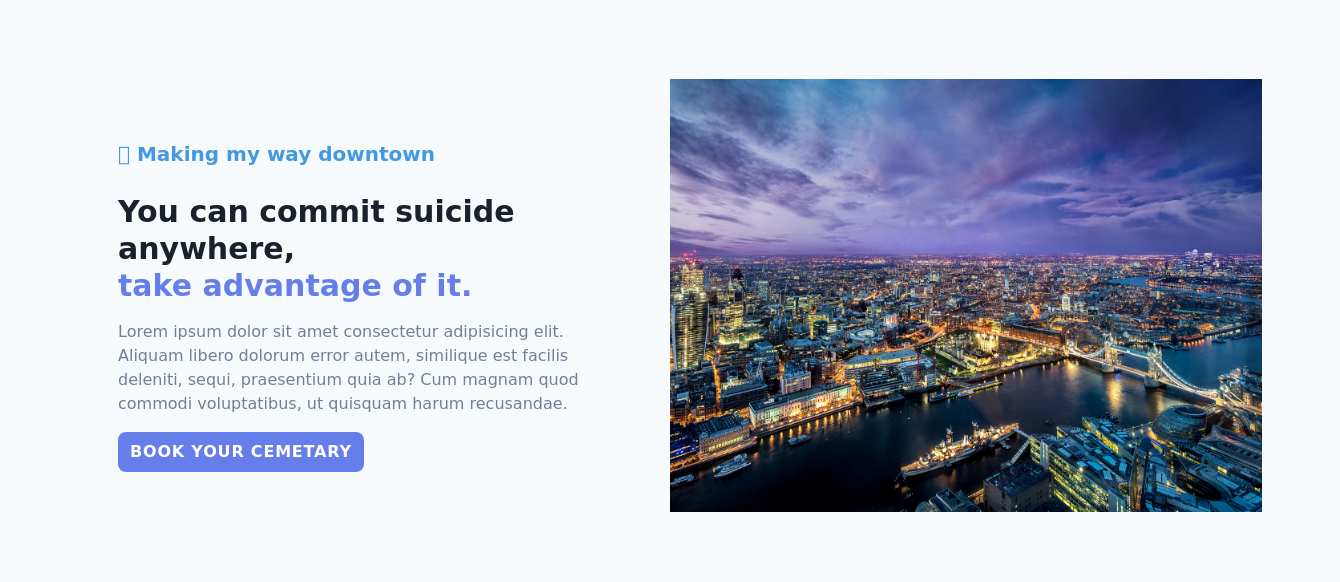 Making my way downtown
You can commit suicide
anywhere,
take advantage of it.
Lorem ipsum dolor sit amet consectetur adipisicing elit.
Aliquam libero dolorum error autem, similique est facilis
deleniti, sequi, praesentium quia ab? Cum magnam quod
commodi voluptatibus, ut quisquam harum recusandae.
BOOK YOUR CEMETARY